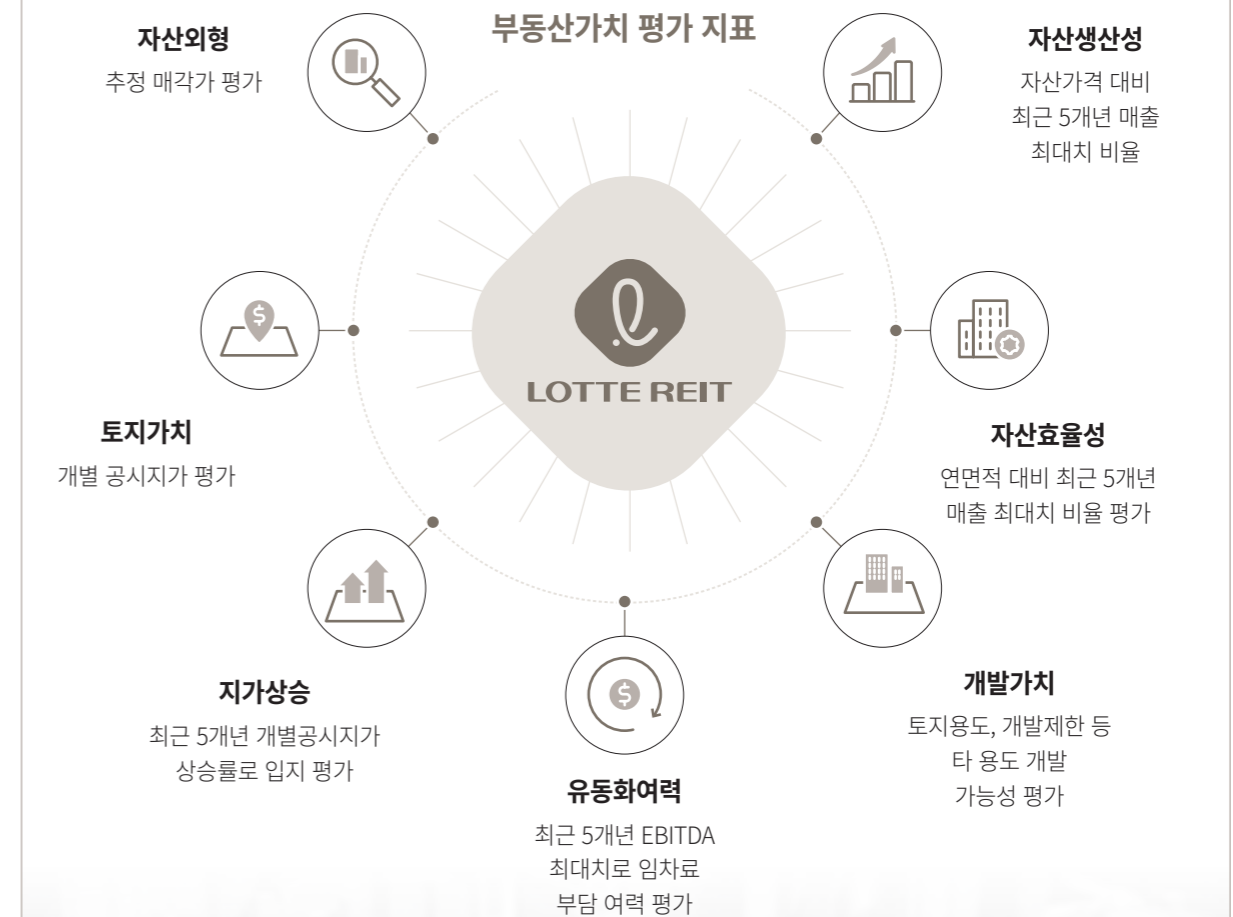 부동산가치 평가 지표
자산외형
추정 매각가 평가
자산생산성
자산가격 대비
최근 5개년 매출
최대치 비율
LOTTE REIT
토지가치
개별 공시지가 평가
자산효율성
연면적 대비 최근 5개년
매출 최대치 비율 평가
지가상승
최근 5개년 개별공시지가
상승률로 입지 평가
유동화여력
최근 5개년 EBITDA
최대치로 임차료
부담 여력 평가
개발가치
토지용도, 개발제한 등
타 용도 개발
가능성 평가